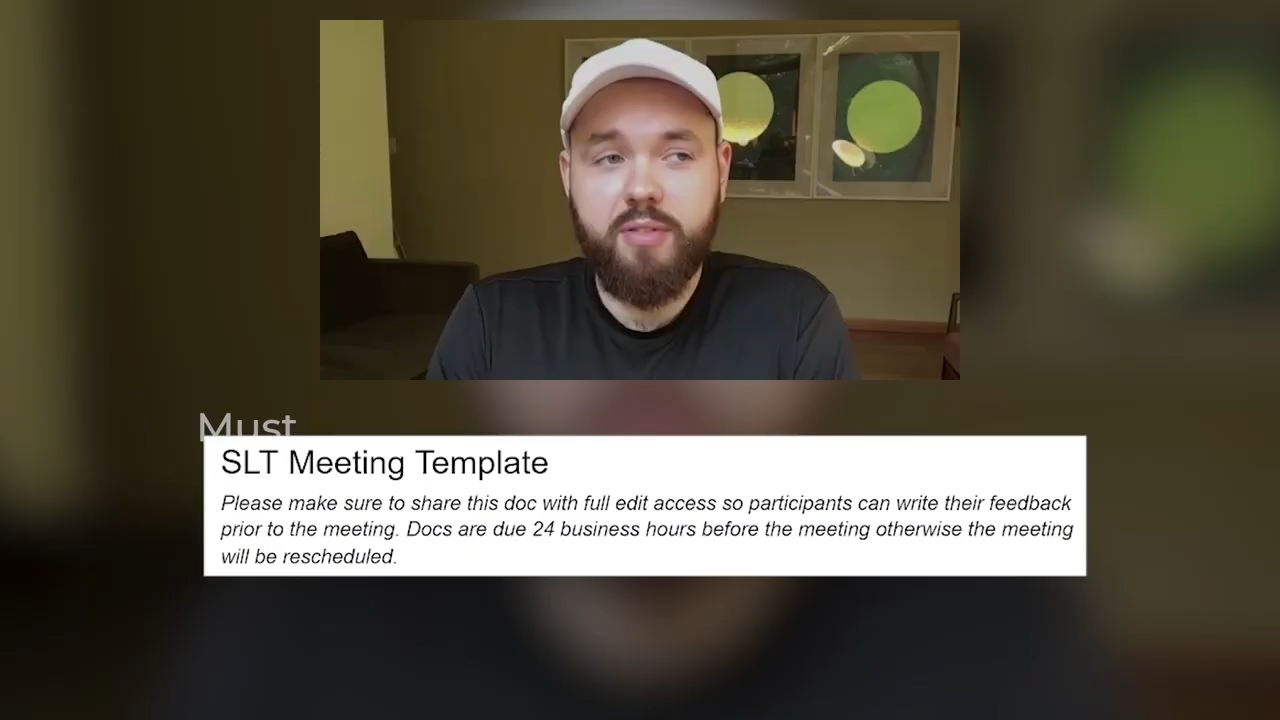 Must
SLT Meeting Template
Please make sure to share this doc with full edit access so participants can write their feedback
prior to the meeting. Docs are due 24 business hours before the meeting otherwise the meeting
will be rescheduled.